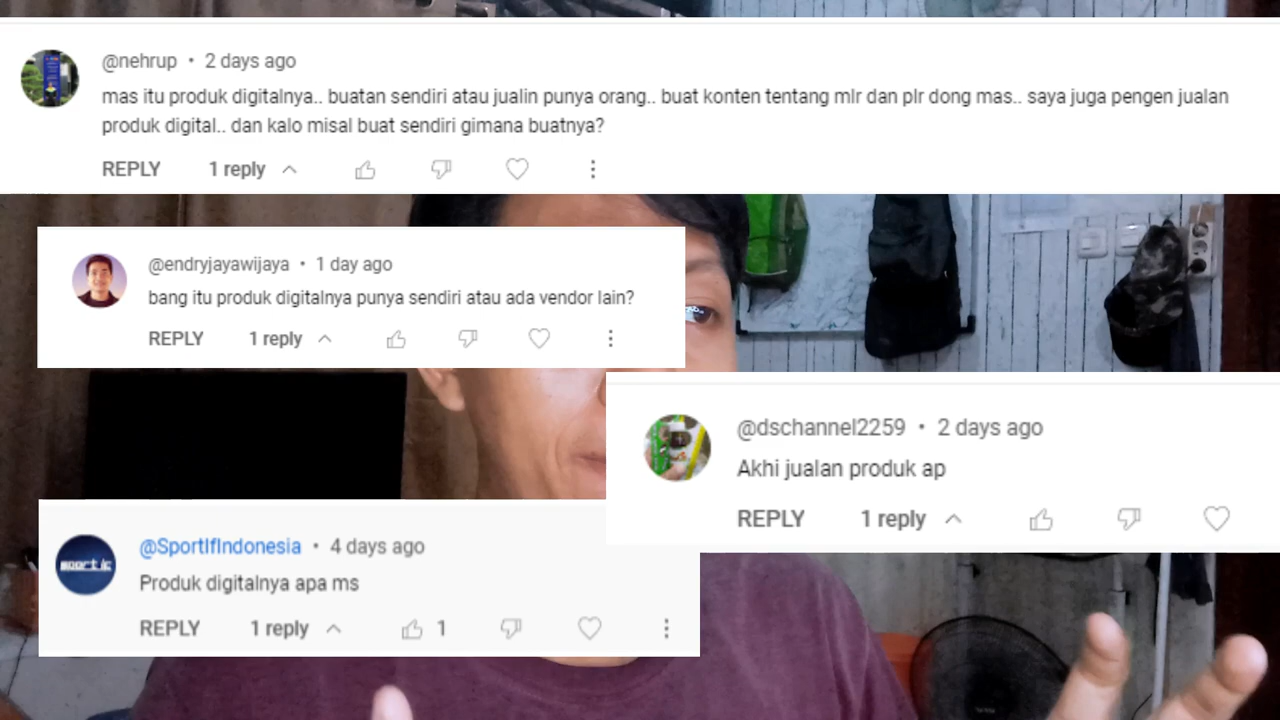 @nehrup • 2 days ago
mas itu produk digitalnya.. buatan sendiri atau jualin punya orang.. buat konten tentang mlr dan plr dong mas.. saya juga pengen jualan
produk digital.. dan kalo misal buat sendiri gimana buatnya?
REPLY 1 reply
@endryjayawijaya • 1 day ago
bang itu produk digitalnya punya sendiri atau ada vendor lain?
REPLY 1 reply
@dschannel2259 • 2 days ago
Akhi jualan produk ap
REPLY 1 reply
@SportIfIndonesia • 4 days ago
Produk digitalnya apa ms
REPLY 1 reply 1